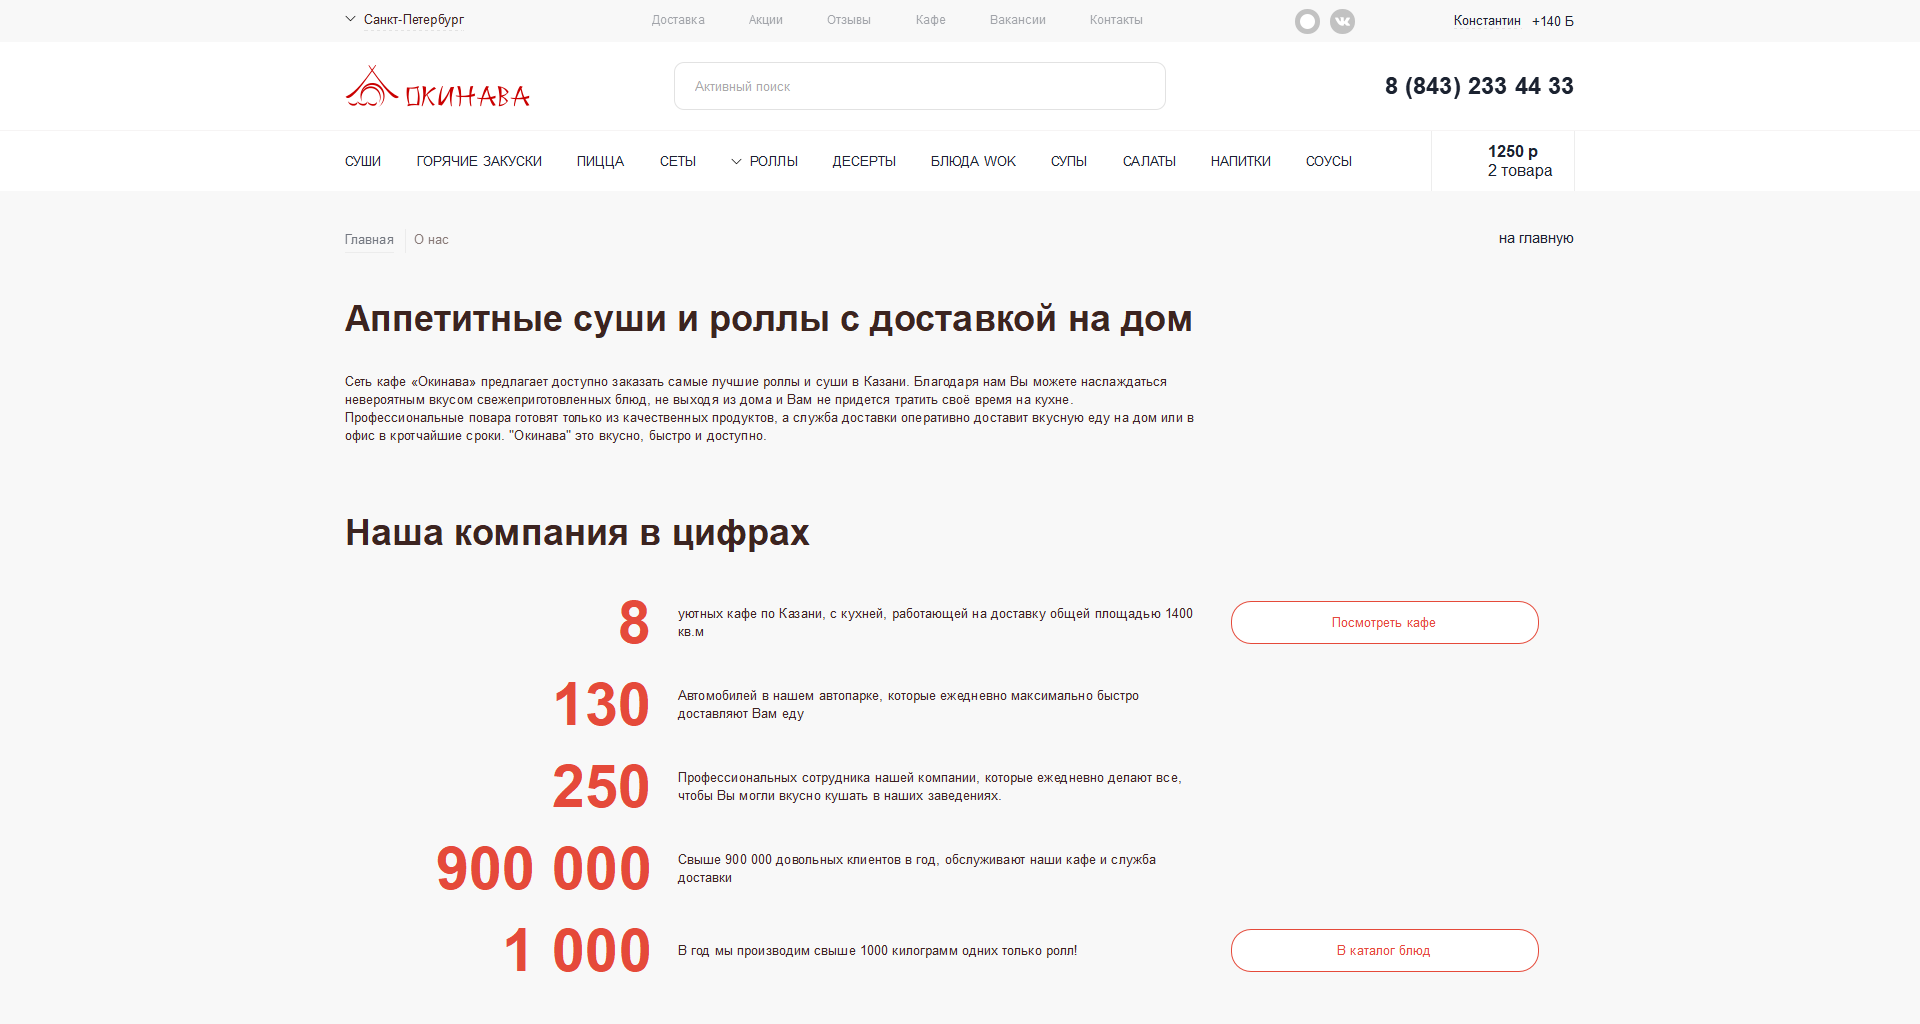 Санкт-Петербург
Доставка
Акции
Отзывы
Кафе
Вакансии
Контакты
Константин
+140 Б
ОКИНАВА
Активный поиск
8 (843) 233 44 33
СУШИ
ГОРЯЧИЕ ЗАКУСКИ
ПИЦЦА
СЕТЫ
РОЛЛЫ
ДЕСЕРТЫ
БЛЮДА WOK
СУПЫ
САЛАТЫ
НАПИТКИ
СОУСЫ
1250 р
2 товара
Главная
О нас
на главную
Аппетитные суши и роллы с доставкой на дом
Сеть кафе «Окинава» предлагает доступно заказать самые лучшие роллы и суши в Казани. Благодаря нам Вы можете наслаждаться
невероятным вкусом свежеприготовленных блюд, не выходя из дома и Вам не придется тратить своё время на кухне.
Профессиональные повара готовят только из качественных продуктов, а служба доставки оперативно доставит вкусную еду на дом или в
офис в кротчайшие сроки. "Окинава" это вкусно, быстро и доступно.
Наша компания в цифрах
8
уютных кафе по Казани, с кухней, работающей на доставку общей площадью 1400
кв.м
Посмотреть кафе
130
Автомобилей в нашем автопарке, которые ежедневно максимально быстро
доставляют Вам еду
250
Профессиональных сотрудника нашей компании, которые ежедневно делают все,
чтобы Вы могли вкусно кушать в наших заведениях.
900 000
Свыше 900 000 довольных клиентов в год, обслуживают наши кафе и служба
доставки
1 000
В год мы производим свыше 1000 килограмм одних только ролл!
В каталог блюд